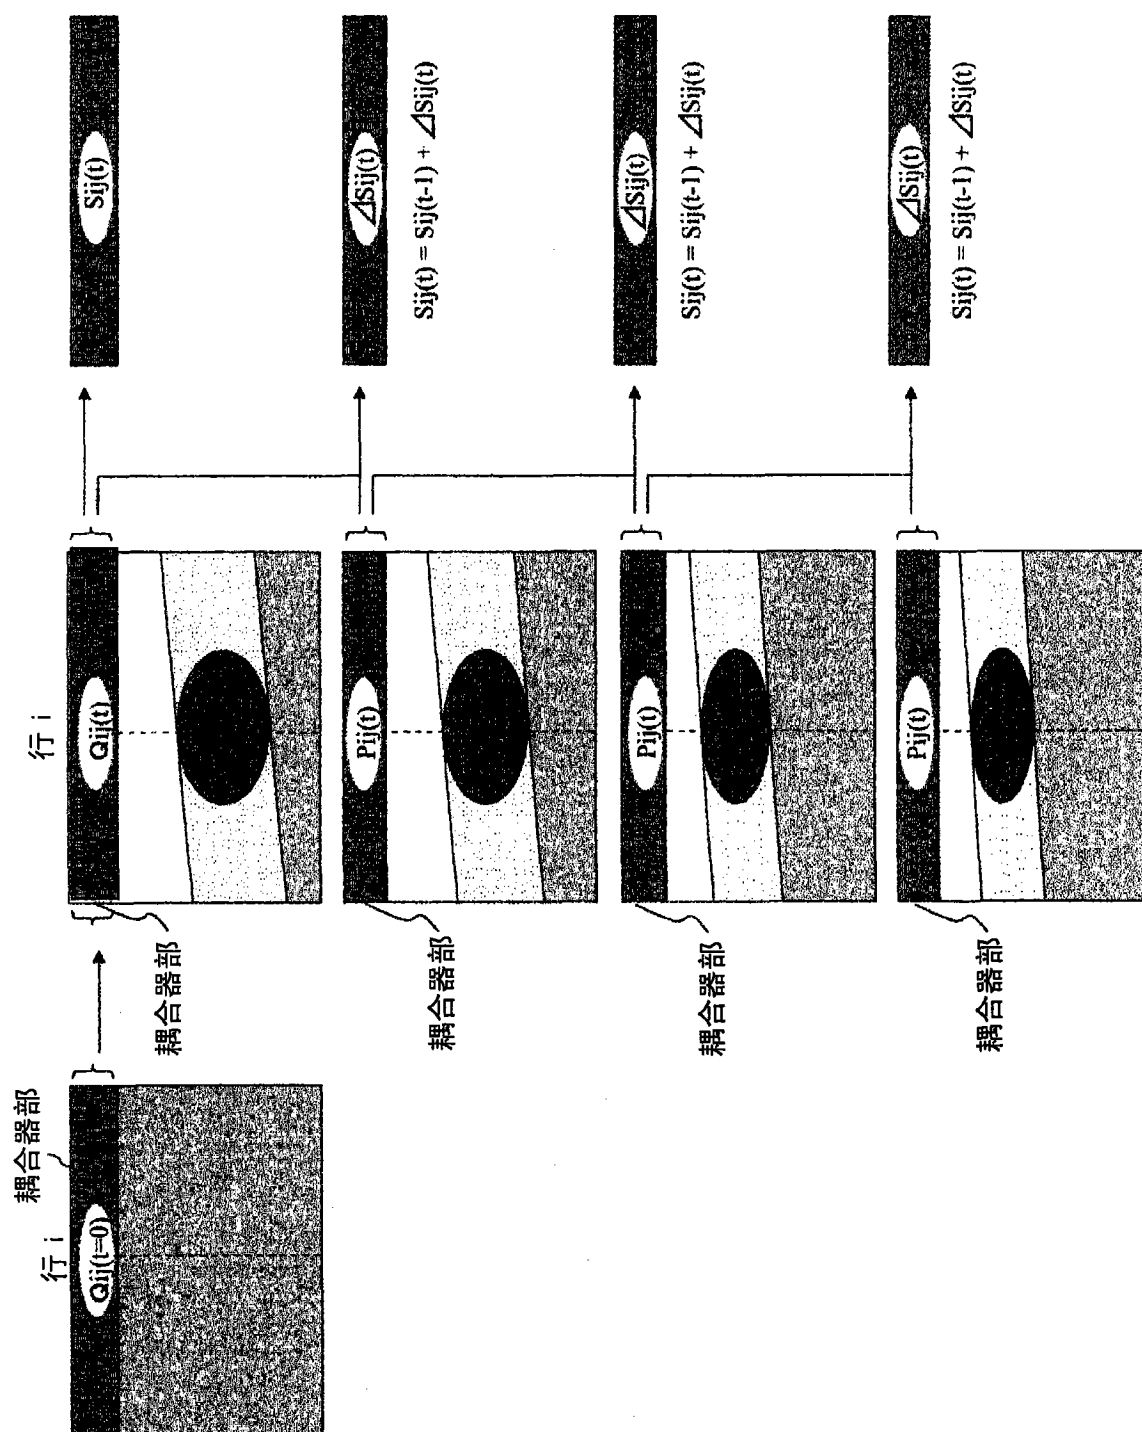 行 i
耦合器部
Qij(t=0)
行 i
Qij(t)
耦合器部
Sij(t)
Pij(t)
耦合器部
⊿Sij(t)
Sij(t) = Sij(t-1) + ⊿Sij(t)
Pij(t)
耦合器部
⊿Sij(t)
Sij(t) = Sij(t-1) + ⊿Sij(t)
Pij(t)
耦合器部
⊿Sij(t)
Sij(t) = Sij(t-1) + ⊿Sij(t)